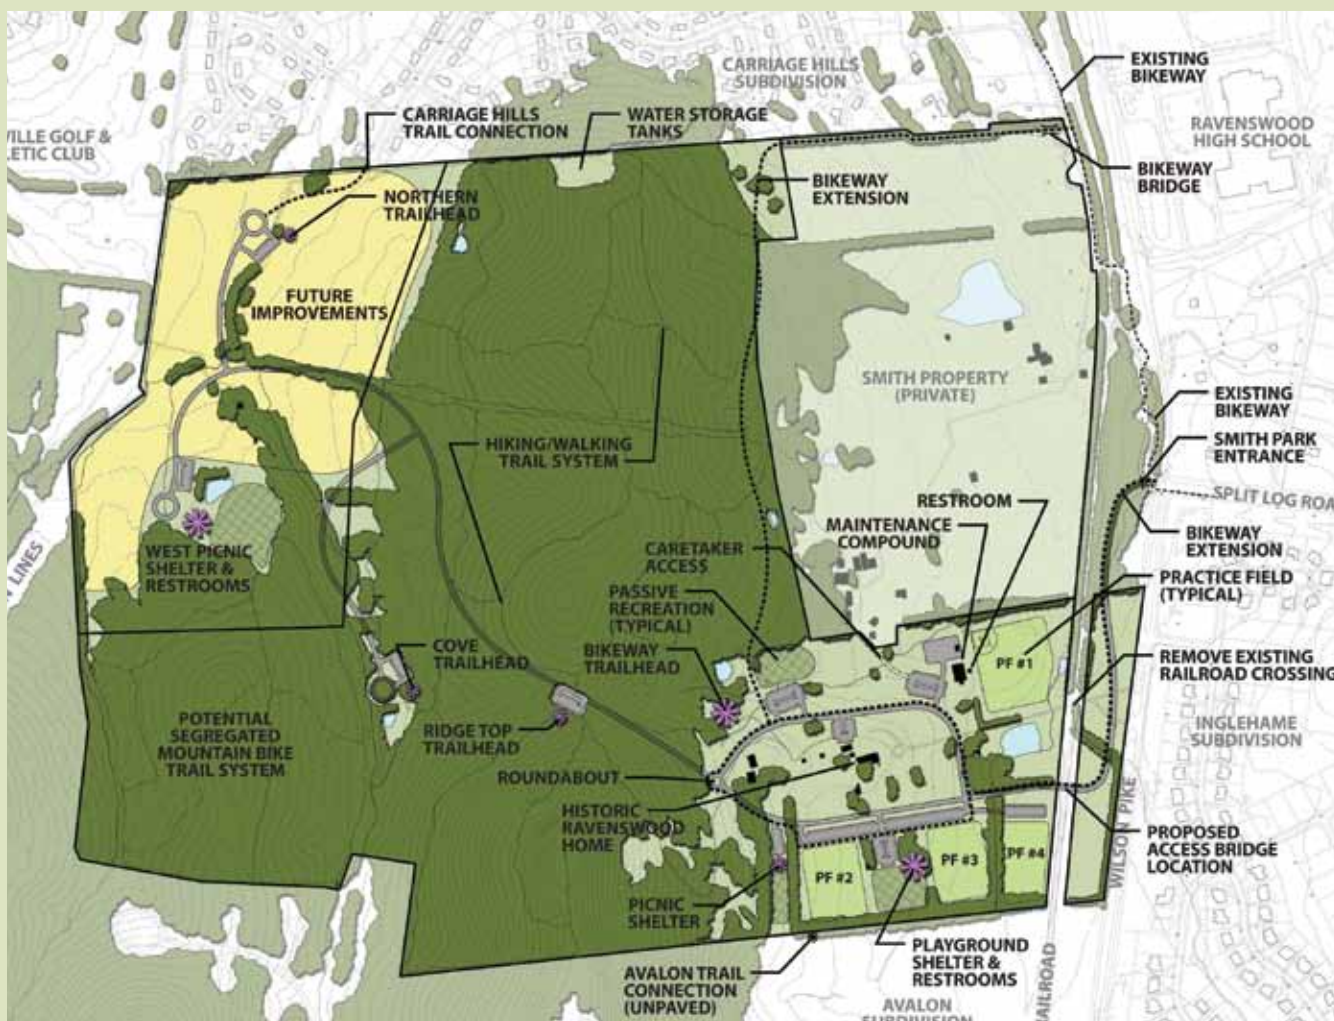 EXISTING
BIKEWAY
CARRIAGE HILLS
SUBDIVISION
CARRIAGE HILLS
TRAIL CONNECTION
WATER STORAGE
TANKS
RAVENSWOOD
HIGH SCHOOL
VILLE GOLF &
LETIC CLUB
BIKEWAY
BRIDGE
BIKEWAY
EXTENSION
NORTHERN
TRAILHEAD
FUTURE
IMPROVEMENTS
SMITH PROPERTY
(PRIVATE)
EXISTING
BIKEWAY
HIKING/WALKING
TRAIL SYSTEM
SMITH PARK
ENTRANCE
SPLIT LOG ROA
RESTROOM
MAINTENANCE
COMPOUND
BIKEWAY
EXTENSION
CARETAKER
ACCESS
WEST PICNIC
SHELTER &
RESTROOMS
LINES
PRACTICE FIELD
(TYPICAL)
PASSIVE
RECREATION
(TYPICAL)
BIKEWAY
TRAILHEAD
COVE
TRAILHEAD
PF #1
REMOVE EXISTING
RAILROAD CROSSING
POTENTIAL
SEGREGATED
MOUNTAIN BIKE
TRAIL SYSTEM
RIDGE TOP
TRAILHEAD
INGLEHAME
SUBDIVISION
ROUNDABOUT
HISTORIC
RAVENSWOOD
HOME
WILSON PIKE
PROPOSED
ACCESS BRIDGE
LOCATION
PF #2
PF #3
PF #4
PICNIC
SHELTER
PLAYGROUND
SHELTER &
RESTROOMS
AVALON TRAIL
CONNECTION
(UNPAVED)
AVALON
SUBDIVISION
RAILROAD